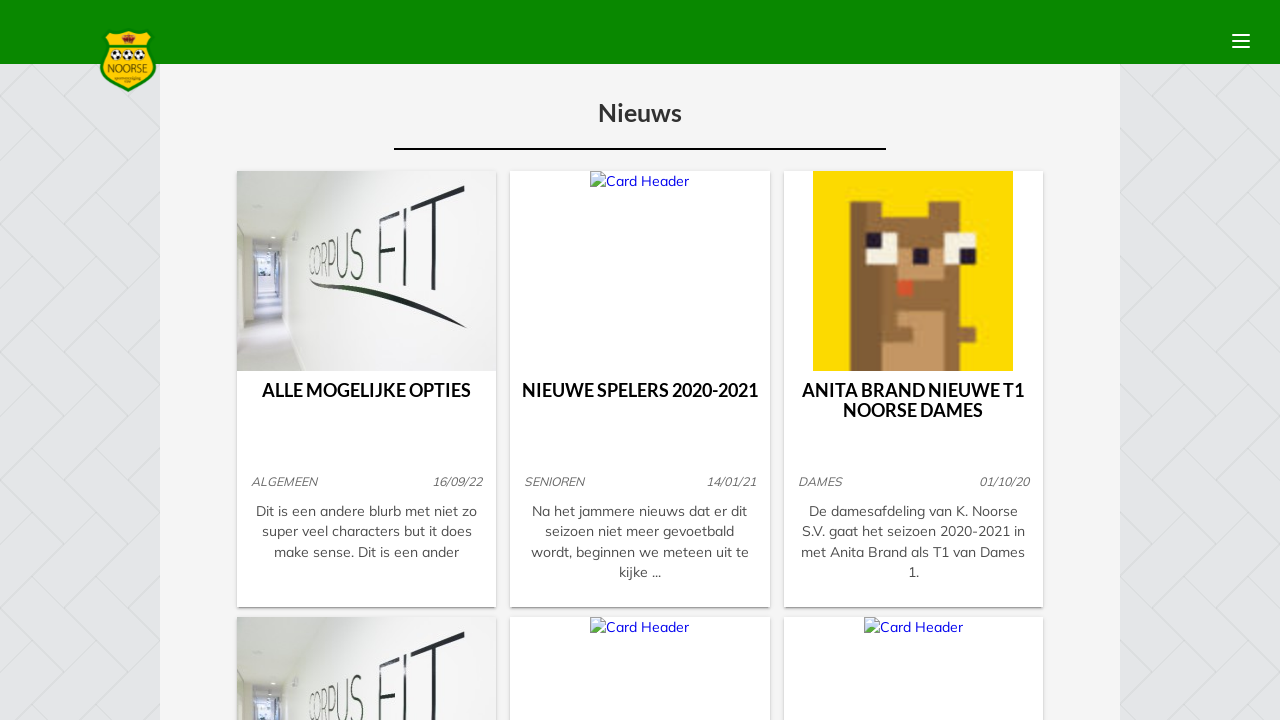 NOORSE
Nieuws
CORPUS FIT
Card Header
ALLE MOGELIJKE OPTIES
NIEUWE SPELERS 2020-2021
ANITA BRAND NIEUWE T1
NOORSE DAMES
ALGEMEEN 16/09/22
SENIOREN 14/01/21
DAMES 01/10/20
Dit is een andere blurb met niet zo
super veel characters but it does
make sense. Dit is een ander
Na het jammere nieuws dat er dit
seizoen niet meer gevoetbald
wordt, beginnen we meteen uit te
kijke ...
De damesafdeling van K. Noorse
S.V. gaat het seizoen 2020-2021 in
met Anita Brand als T1 van Dames
1.
CORPUS FIT
Card Header
Card Header